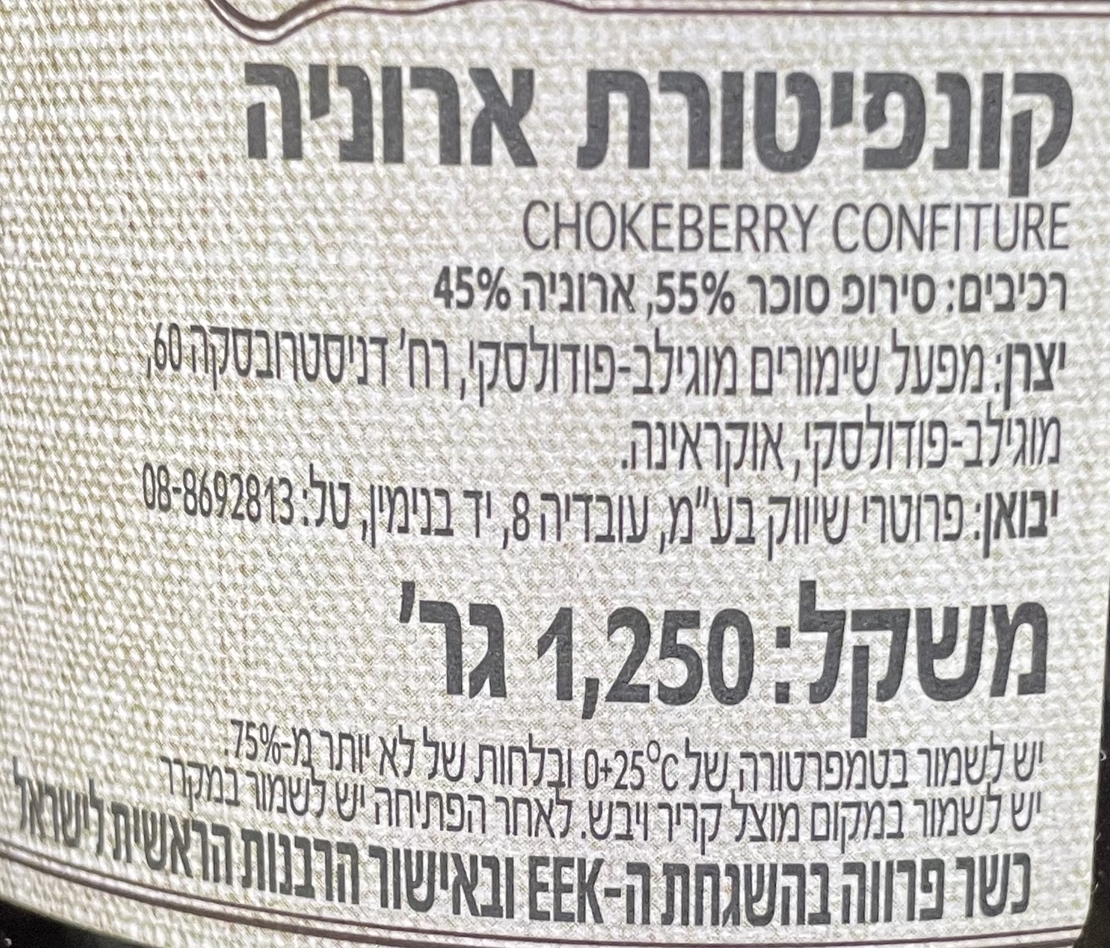 קונפיטורת ארוניה
CHOKEBERRY CONFITURE
רכיבים: סירופ סוכר 55%, ארוניה 45%
יצרן: מפעל שימורים מוגילב-פודולסקי, רח' דניסטרובסקה 60,
מוגילב-פודולסקי, אוקראינה.
יבואן: פרוטרי שיווק בע"מ, עובדיה 8, יד בנימין, טל: 08-8692813
משקל: 1,250 גר'
יש לשמור בטמפרטורה של 0+25°C ובלחות של לא יותר מ-75%.
יש לשמור במקום מוצל קריר ויבש. לאחר הפתיחה יש לשמור במקרר
כשר פרווה בהשגחת ה-EEK ובאישור הרבנות הראשית לישראל